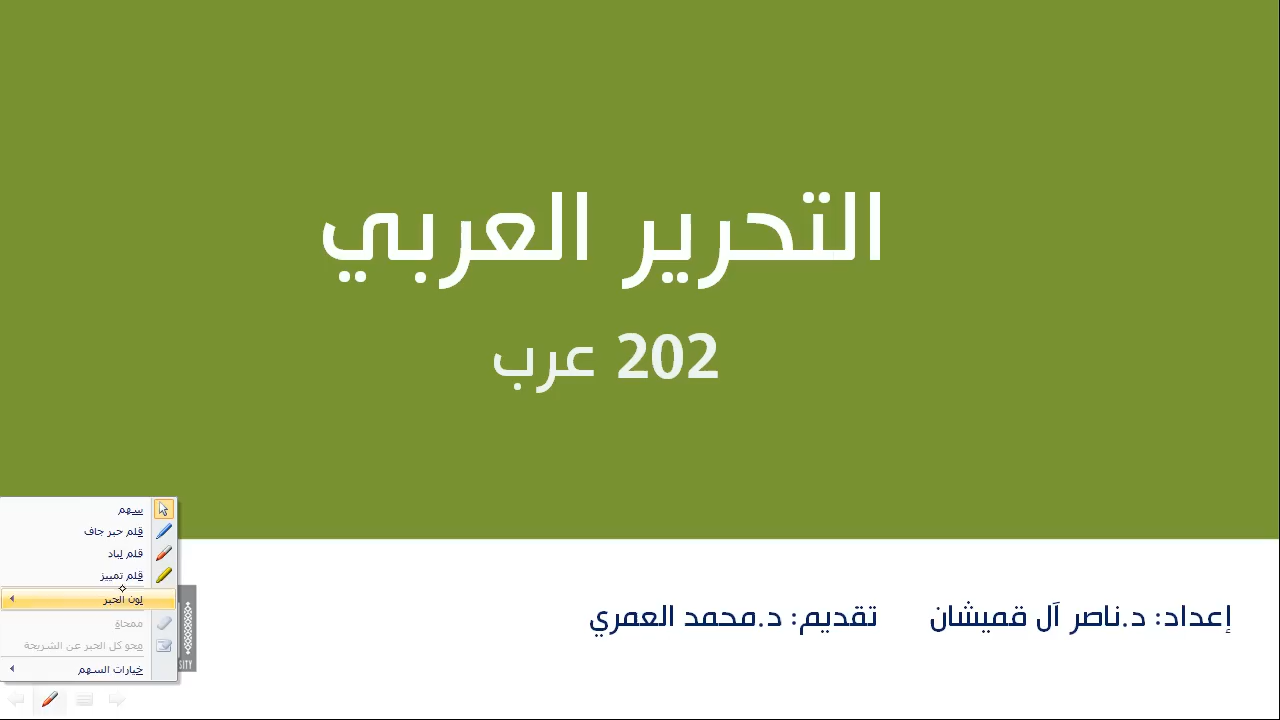 التحرير العربي
202 عرب
إعداد: د.ناصر آل قميشان تقديم: د.محمد العمري
سهم
قلم حبر جاف
قلم لباد
قلم تمييز
لون الحبر
ممحاة
محو كل الحبر عن الشريحة
خيارات السهم
SITY